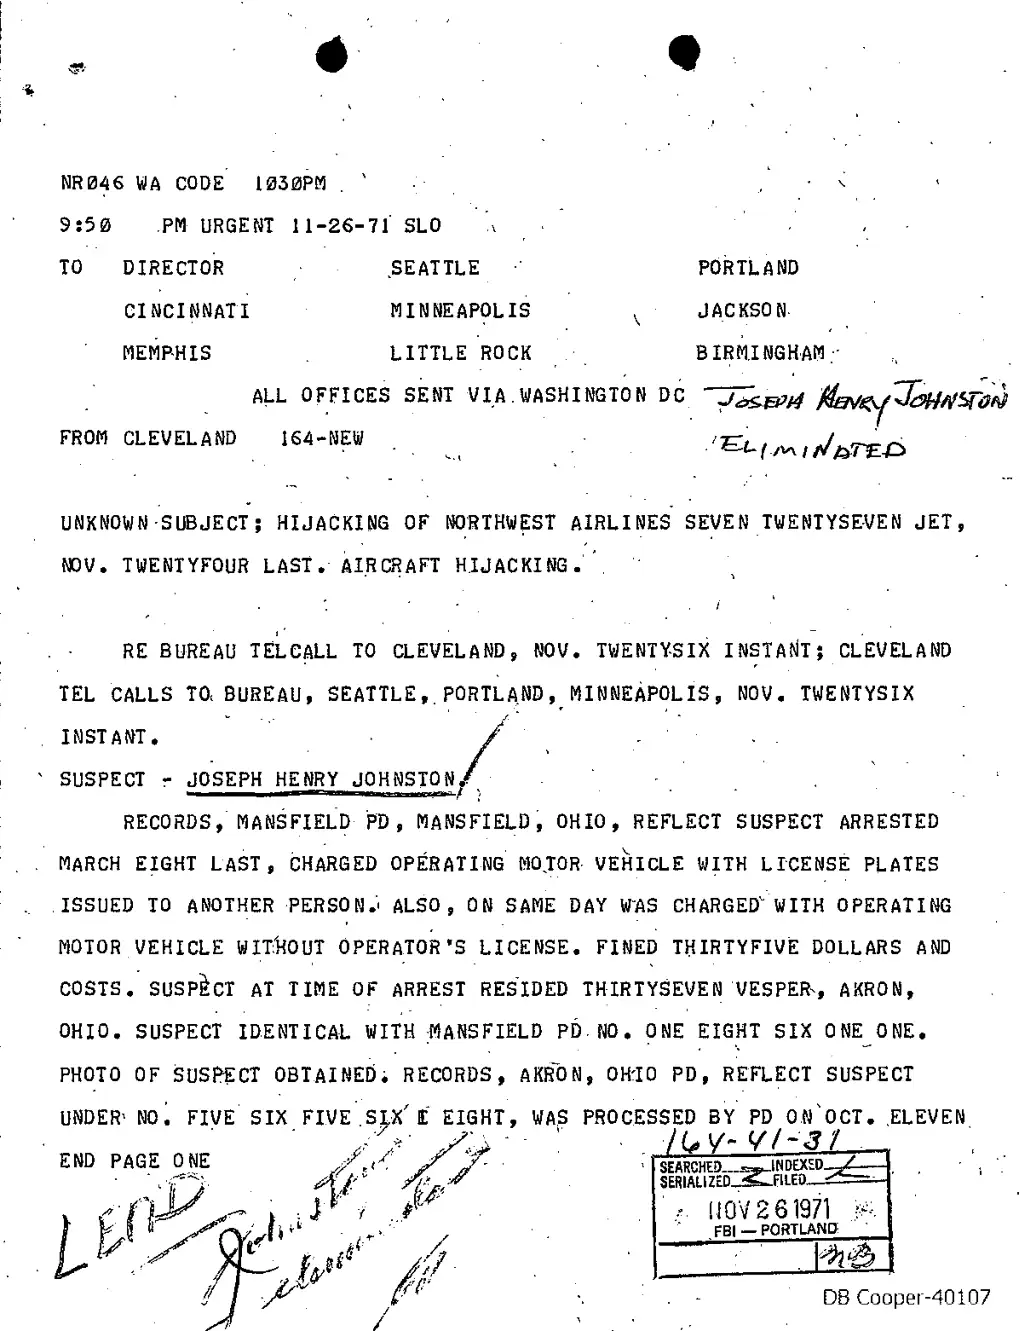 NR046 WA CODE 1030PM
9:50 PM URGENT 11-26-71 SLO
TO DIRECTOR SEATTLE PORTLAND
CINCINNATI MINNEAPOLIS JACKSON
MEMPHIS LITTLE ROCK BIRMINGHAM
ALL OFFICES SENT VIA WASHINGTON DC JOSEPH HENRY JOHNSTON
FROM CLEVELAND 164-NEW ELIMINATED
UNKNOWN SUBJECT; HIJACKING OF NORTHWEST AIRLINES SEVEN TWENTYSEVEN JET,
NOV. TWENTYFOUR LAST. AIRCRAFT HIJACKING.
RE BUREAU TELCALL TO CLEVELAND, NOV. TWENTYSIX INSTANT; CLEVELAND
TEL CALLS TO BUREAU, SEATTLE, PORTLAND, MINNEAPOLIS, NOV. TWENTYSIX
INSTANT.
SUSPECT - JOSEPH HENRY JOHNSTON.
RECORDS, MANSFIELD PD, MANSFIELD, OHIO, REFLECT SUSPECT ARRESTED
MARCH EIGHT LAST, CHARGED OPERATING MOTOR VEHICLE WITH LICENSE PLATES
ISSUED TO ANOTHER PERSON. ALSO, ON SAME DAY WAS CHARGED WITH OPERATING
MOTOR VEHICLE WITHOUT OPERATOR'S LICENSE. FINED THIRTYFIVE DOLLARS AND
COSTS. SUSPECT AT TIME OF ARREST RESIDED THIRTYSEVEN VESPER, AKRON,
OHIO. SUSPECT IDENTICAL WITH MANSFIELD PD NO. ONE EIGHT SIX ONE ONE.
PHOTO OF SUSPECT OBTAINED. RECORDS, AKRON, OHIO PD, REFLECT SUSPECT
UNDER NO. FIVE SIX FIVE SIX E EIGHT, WAS PROCESSED BY PD ON OCT. ELEVEN
END PAGE ONE
164-41-31
SEARCHED INDEXED
SERIALIZED FILED
NOV 26 1971
FBI — PORTLAND
LEAD
Johnston
DB Cooper-40107